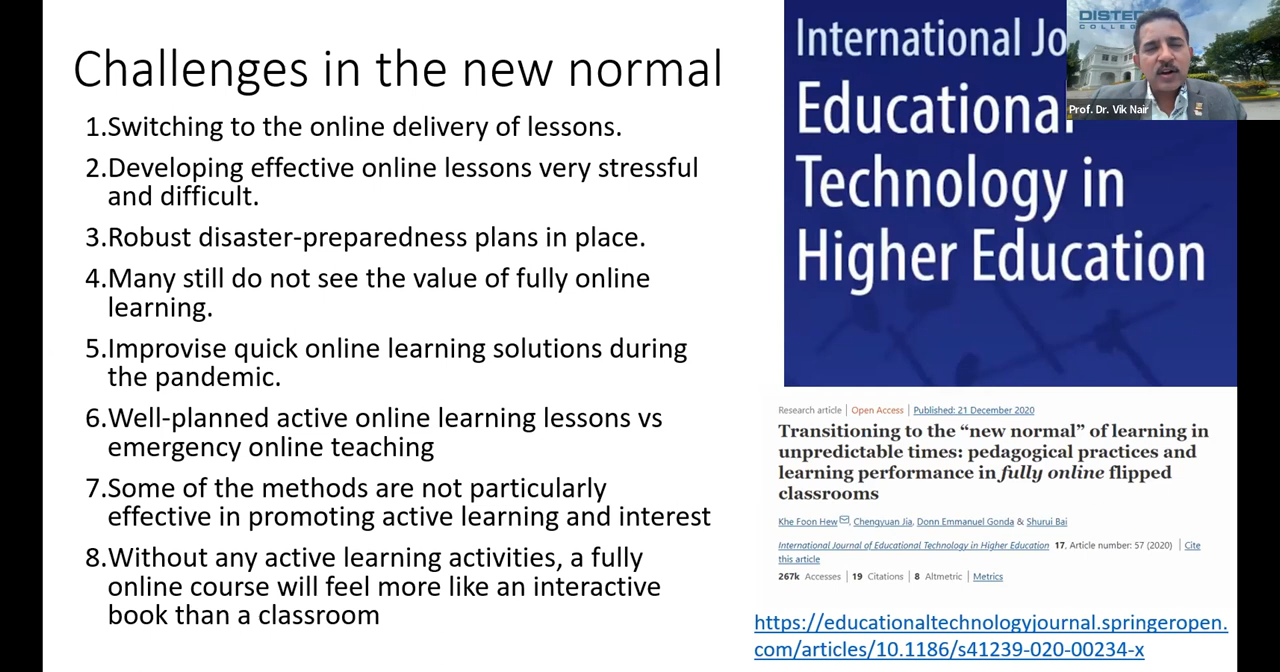 Challenges in the new normal
1.Switching to the online delivery of lessons.
2.Developing effective online lessons very stressful
and difficult.
3.Robust disaster-preparedness plans in place.
4.Many still do not see the value of fully online
learning.
5.Improvise quick online learning solutions during
the pandemic.
6.Well-planned active online learning lessons vs
emergency online teaching
7.Some of the methods are not particularly
effective in promoting active learning and interest
8.Without any active learning activities, a fully
online course will feel more like an interactive
book than a classroom
International Jo
Educational
Technology in
Higher Education
Prof. Dr. Vik Nair
Research article | Open Access | Published: 21 December 2020
Transitioning to the “new normal” of learning in
unpredictable times: pedagogical practices and
learning performance in fully online flipped
classrooms
Khe Foon Hew, Chengyuan Jia, Donn Emmanuel Gonda & Shurui Bai
International Journal of Educational Technology in Higher Education 17, Article number: 57 (2020) | Cite
this article
267k Accesses | 19 Citations | 8 Altmetric | Metrics
https://educationaltechnologyjournal.springeropen.
com/articles/10.1186/s41239-020-00234-x